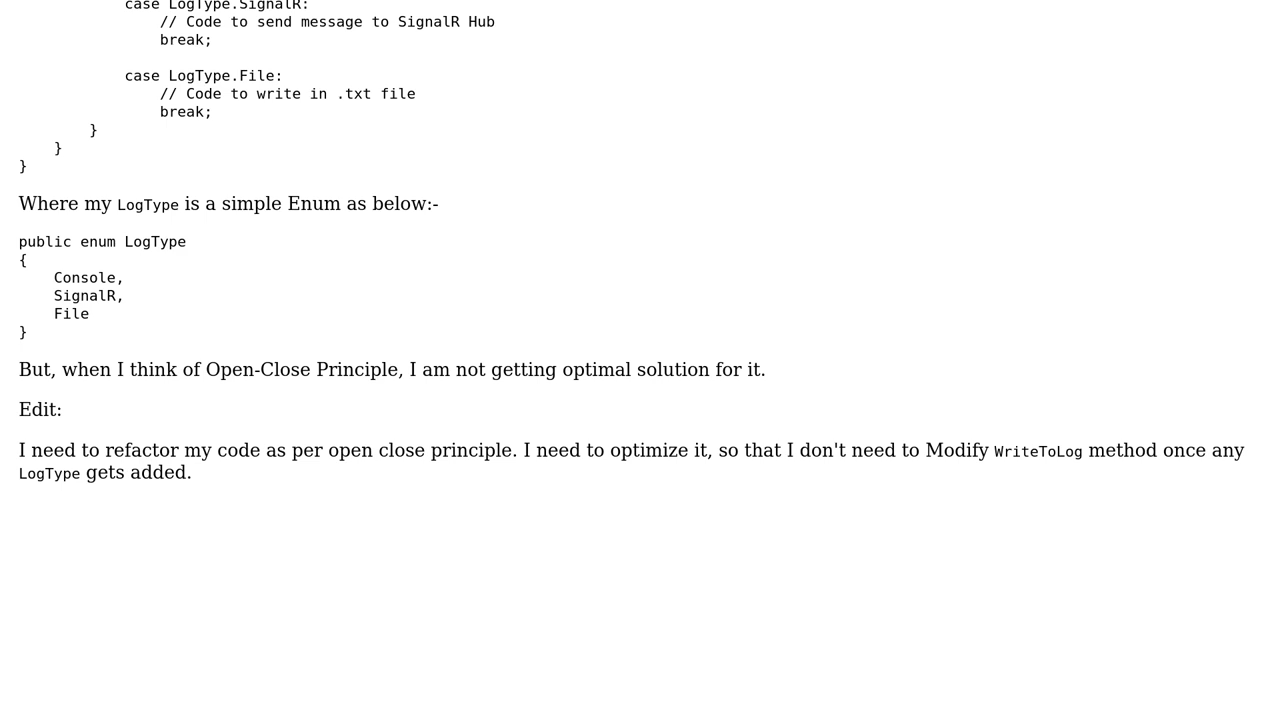 case LogType.SignalR:
                // Code to send message to SignalR Hub
                break;

            case LogType.File:
                // Code to write in .txt file
                break;
        }
    }
}
Where my LogType is a simple Enum as below:-
public enum LogType
{
    Console,
    SignalR,
    File
}
But, when I think of Open-Close Principle, I am not getting optimal solution for it.
Edit:
I need to refactor my code as per open close principle. I need to optimize it, so that I don't need to Modify WriteToLog method once any
LogType gets added.